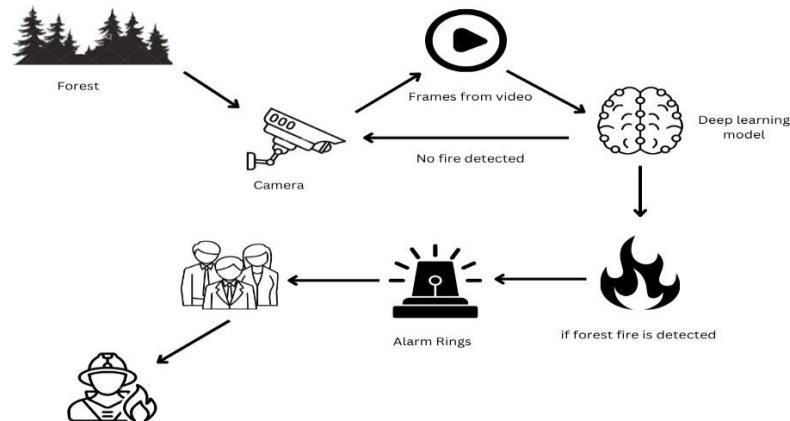 Forest
Frames from video
Deep learning
model
No fire detected
Camera
Alarm Rings
if forest fire is detected